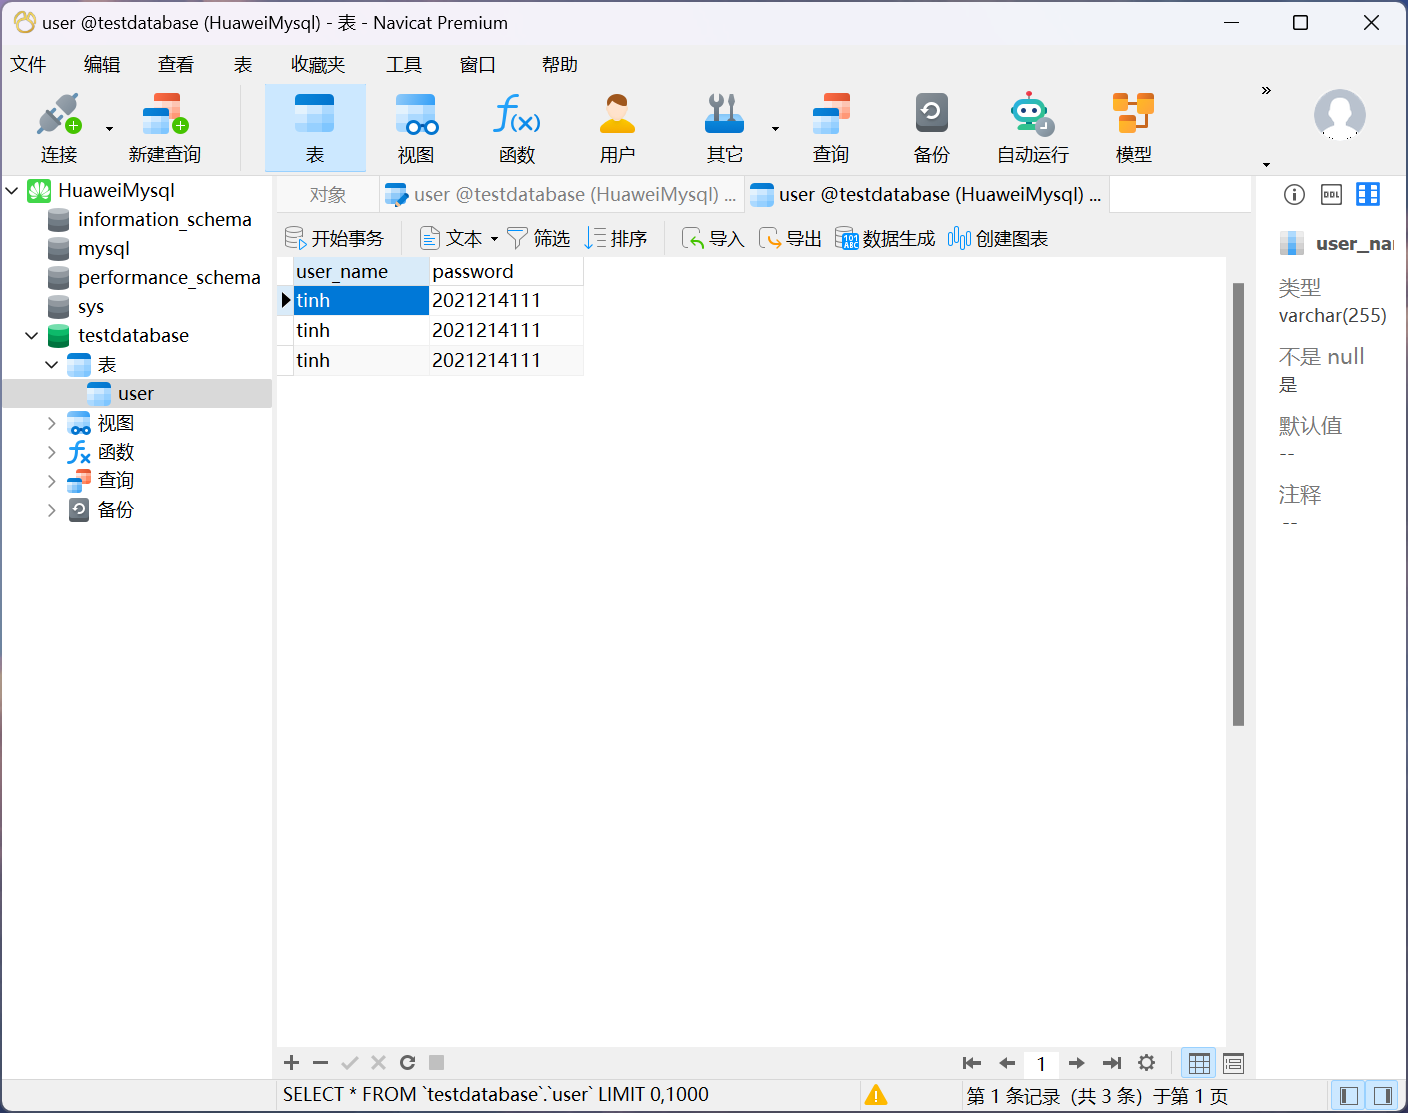 user @testdatabase (HuaweiMysql) - 表 - Navicat Premium
文件 编辑 查看 表 收藏夹 工具 窗口 帮助
连接 新建查询 表 视图 函数 用户 其它 查询 备份 自动运行 模型
HuaweiMysql
information_schema
mysql
performance_schema
sys
testdatabase
表
user
视图
函数
查询
备份
对象 user @testdatabase (HuaweiMysql) ... user @testdatabase (HuaweiMysql) ...
开始事务 文本 筛选 排序 导入 导出 数据生成 创建图表
user_name password
tinh 2021214111
tinh 2021214111
tinh 2021214111
DDL
user_na
类型
varchar(255)
不是 null
是
默认值
--
注释
--
1
SELECT * FROM `testdatabase`.`user` LIMIT 0,1000
第 1 条记录（共 3 条）于第 1 页